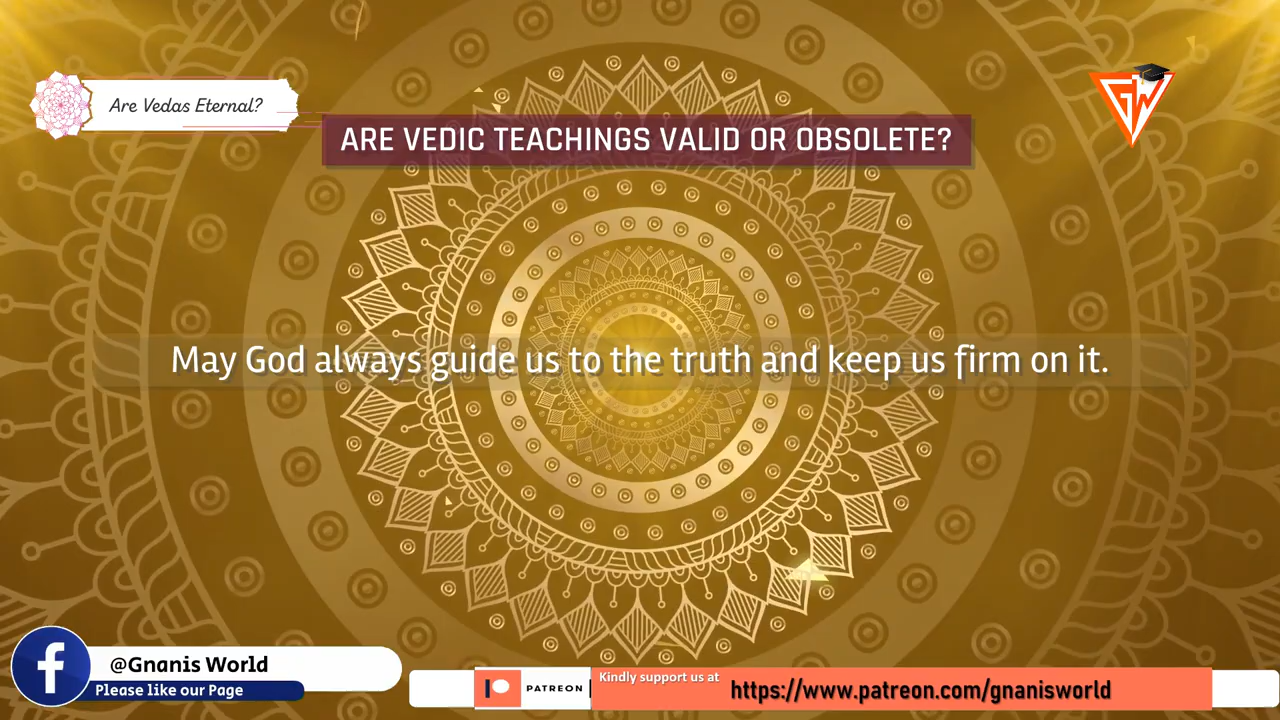 Are Vedas Eternal?
GW
ARE VEDIC TEACHINGS VALID OR OBSOLETE?
May God always guide us to the truth and keep us firm on it.
@Gnanis World
Please like our Page
PATREON
Kindly support us at
https://www.patreon.com/gnanisworld